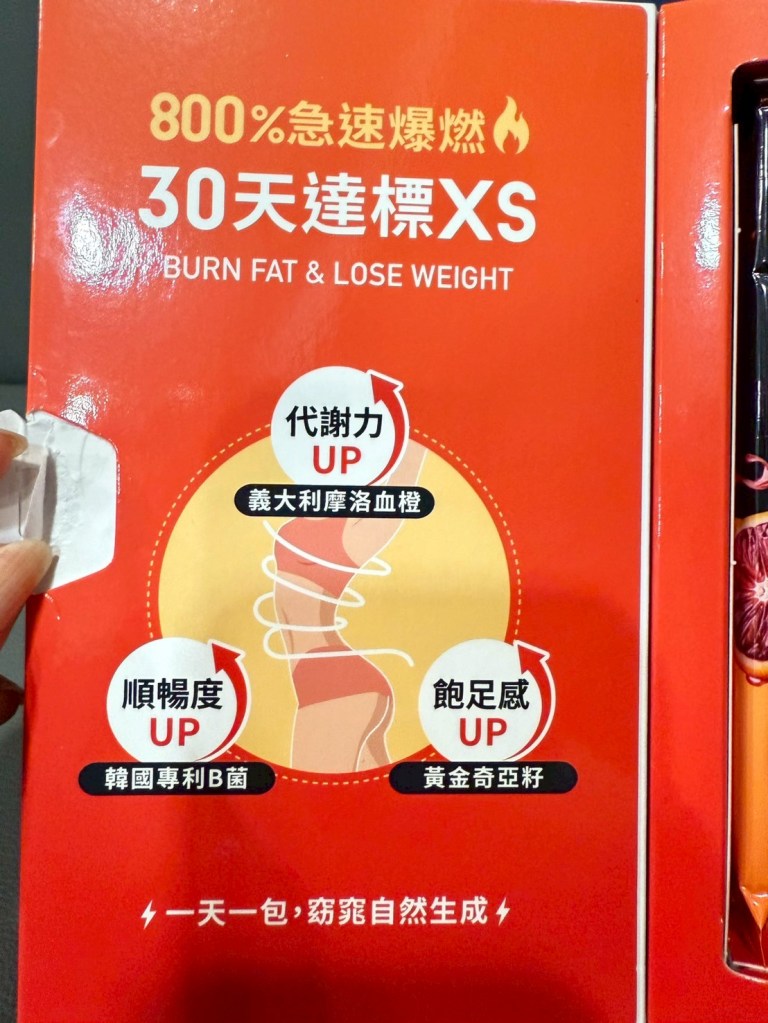 800%急速爆燃
30天達標XS
BURN FAT & LOSE WEIGHT
代謝力
UP
義大利摩洛血橙
順暢度
UP
韓國專利B菌
飽足感
UP
黃金奇亞籽
一天一包,窈窕自然生成